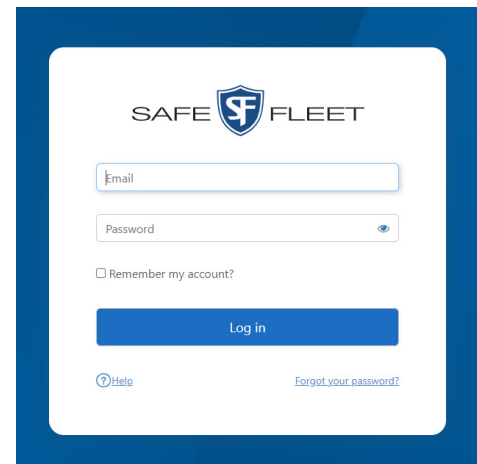 SAFE SF FLEET
Email
Password
Remember my account?
Log in
? Help
Forgot your password?